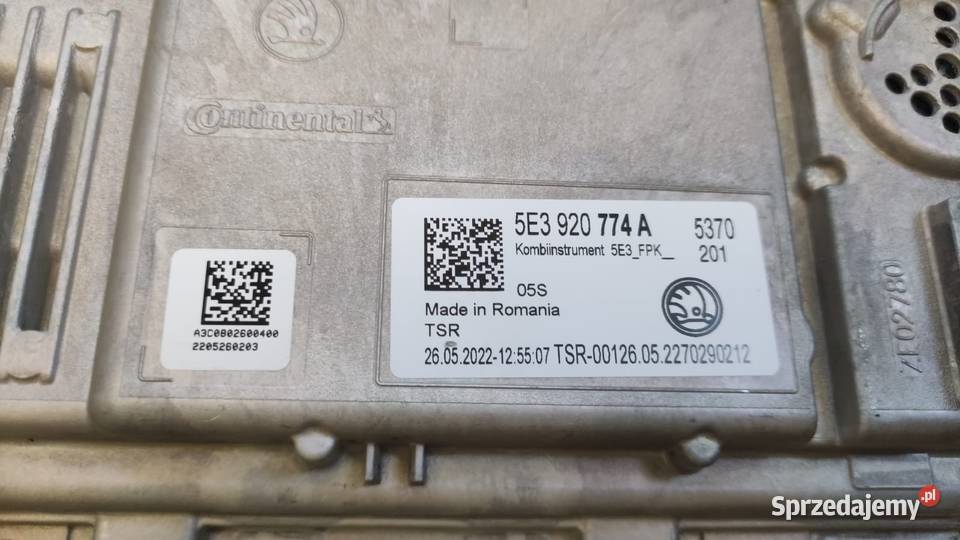 Continental
5E3 920 774 A 5370
Kombiinstrument 5E3_FPK__ 201
05S
Made in Romania
TSR
26.05.2022-12:55:07 TSR-00126.05.2270290212
A3C0802600400
2205260203
ZE02780
Sprzedajemy.pl